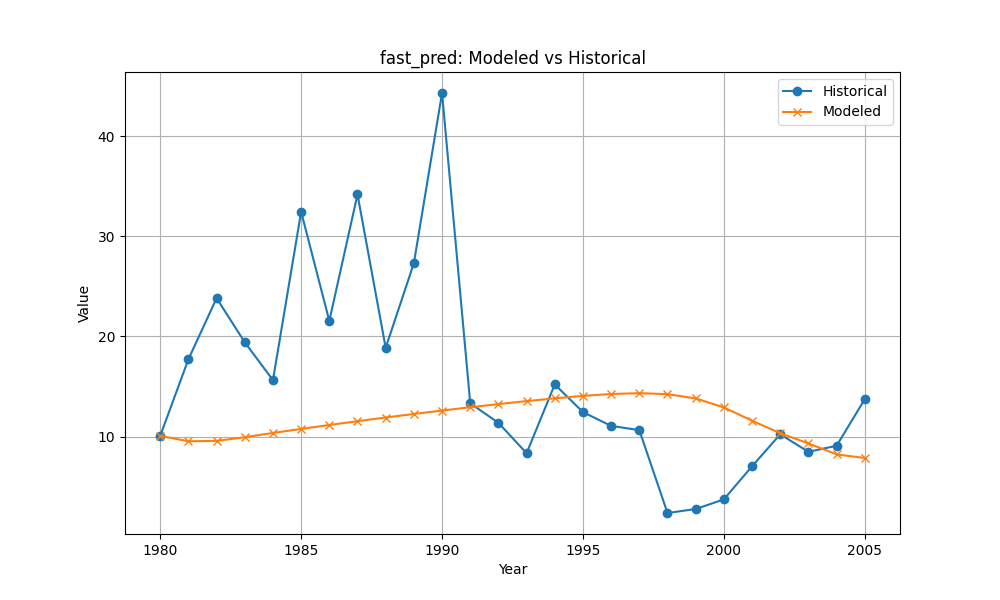 fast_pred: Modeled vs Historical
Historical
Modeled
Value
40
30
20
10
1980
1985
1990
1995
2000
2005
Year